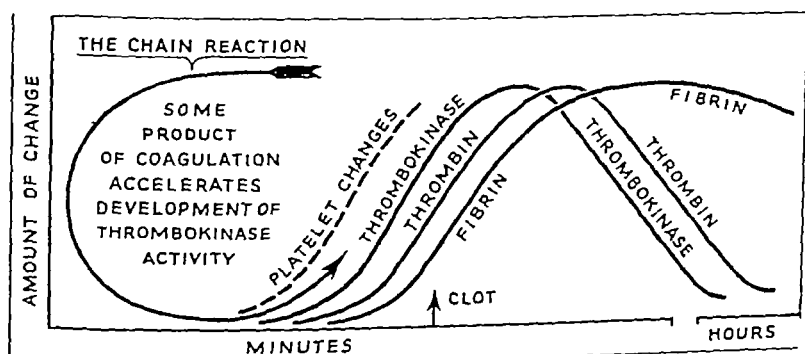 THE CHAIN REACTION
SOME
PRODUCT
OF COAGULATION
ACCELERATES
DEVELOPMENT OF
THROMBOKINASE
ACTIVITY
PLATELET CHANGES
THROMBOKINASE
THROMBIN
FIBRIN
FIBRIN
THROMBIN
THROMBOKINASE
CLOT
AMOUNT OF CHANGE
MINUTES
HOURS